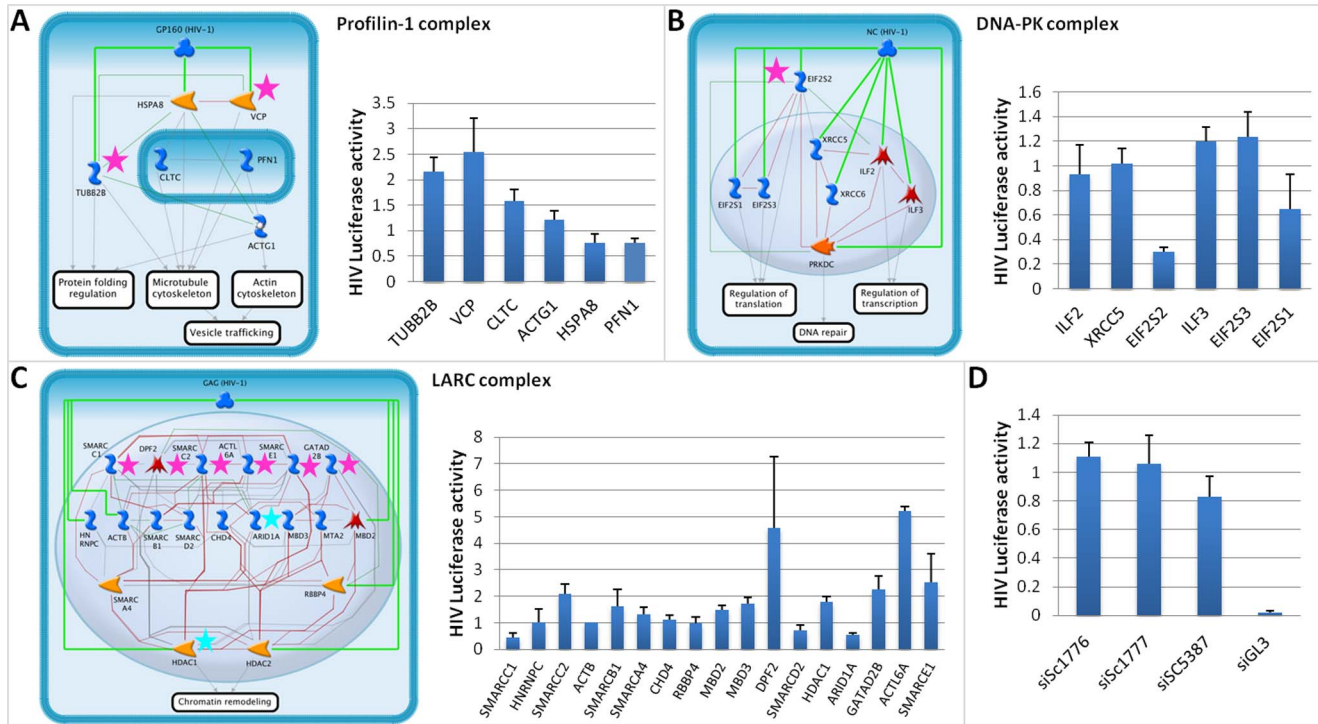 A
Profilin-1 complex
GP160 (HIV-1)
HSPA8
VCP
CLTC
PFN1
TUBB2B
ACTG1
Protein folding
regulation
Microtubule
cytoskeleton
Actin
cytoskeleton
Vesicle trafficking
HIV Luciferase activity
3.5
3
2.5
2
1.5
1
0.5
0
TUBB2B
VCP
CLTC
ACTG1
HSPA8
PFN1
B
DNA-PK complex
NC (HIV-1)
EIF2S2
XRCC5
ILF2
EIF2S1
EIF2S3
XRCC6
ILF3
PRKDC
Regulation of
translation
Regulation of
transcription
DNA repair
HIV Luciferase activity
1.6
1.4
1.2
1
0.8
0.6
0.4
0.2
0
ILF2
XRCC5
EIF2S2
ILF3
EIF2S3
EIF2S1
C
LARC complex
GAG (HIV-1)
SMARC
C1
DPF2
SMARC
C2
ACTL
6A
SMARC
E1
GATAD
2B
HN
RNPC
ACTB
SMARC
B1
SMAR
D2
CHD4
ARID1A
MBD3
MTA2
MBD2
SMARC
A4
RBBP4
HDAC1
HDAC2
Chromatin remodeling
HIV Luciferase activity
8
7
6
5
4
3
2
1
0
SMARCC1
HNRNPC
SMARCC2
ACTB
SMARCB1
SMARCA4
CHD4
RBBP4
MBD2
MBD3
DPF2
SMARCD2
HDAC1
ARID1A
GATAD2B
ACTL6A
SMARCE1
D
HIV Luciferase activity
1.4
1.2
1
0.8
0.6
0.4
0.2
0
siSc1776
siSc1777
siSC5387
siGL3